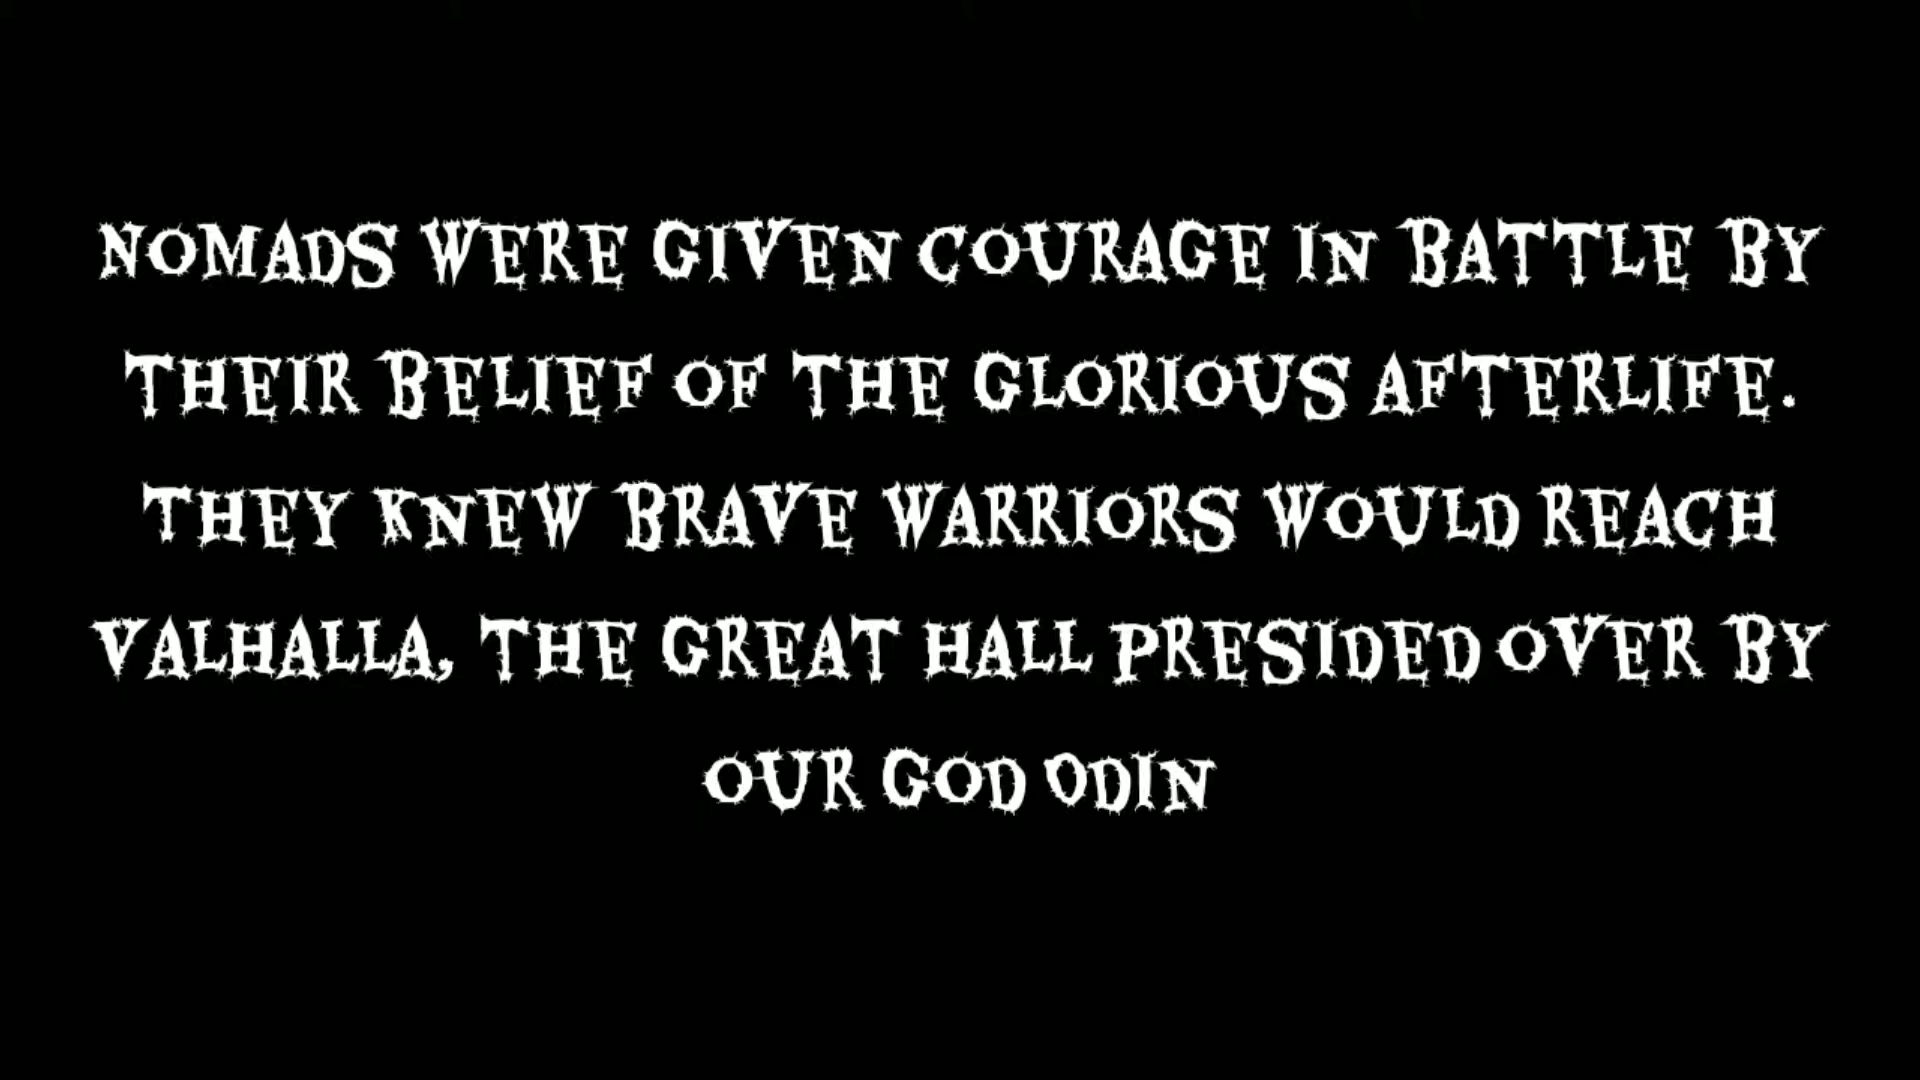 NOMADS WERE GIVEN COURAGE IN BATTLE BY
THEIR BELIEF OF THE GLORIOUS AFTERLIFE.
THEY KNEW BRAVE WARRIORS WOULD REACH
VALHALLA, THE GREAT HALL PRESIDED OVER BY
OUR GOD ODIN